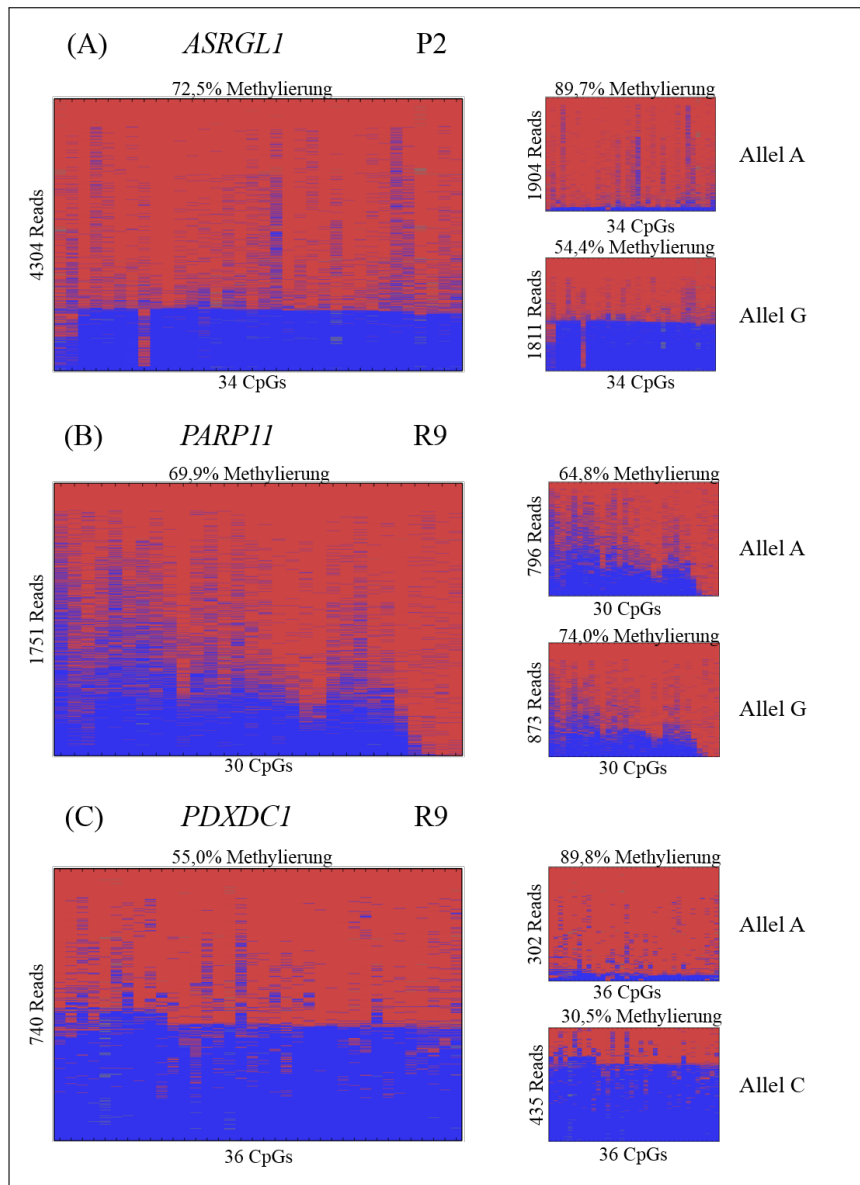 (A) ASRGL1 P2
72,5% Methylierung
4304 Reads
34 CpGs
89,7% Methylierung
1904 Reads
Allel A
34 CpGs
54,4% Methylierung
1811 Reads
Allel G
34 CpGs
(B) PARP11 R9
69,9% Methylierung
1751 Reads
30 CpGs
64,8% Methylierung
796 Reads
Allel A
30 CpGs
74,0% Methylierung
873 Reads
Allel G
30 CpGs
(C) PDXDC1 R9
55,0% Methylierung
740 Reads
36 CpGs
89,8% Methylierung
302 Reads
Allel A
36 CpGs
30,5% Methylierung
435 Reads
Allel C
36 CpGs